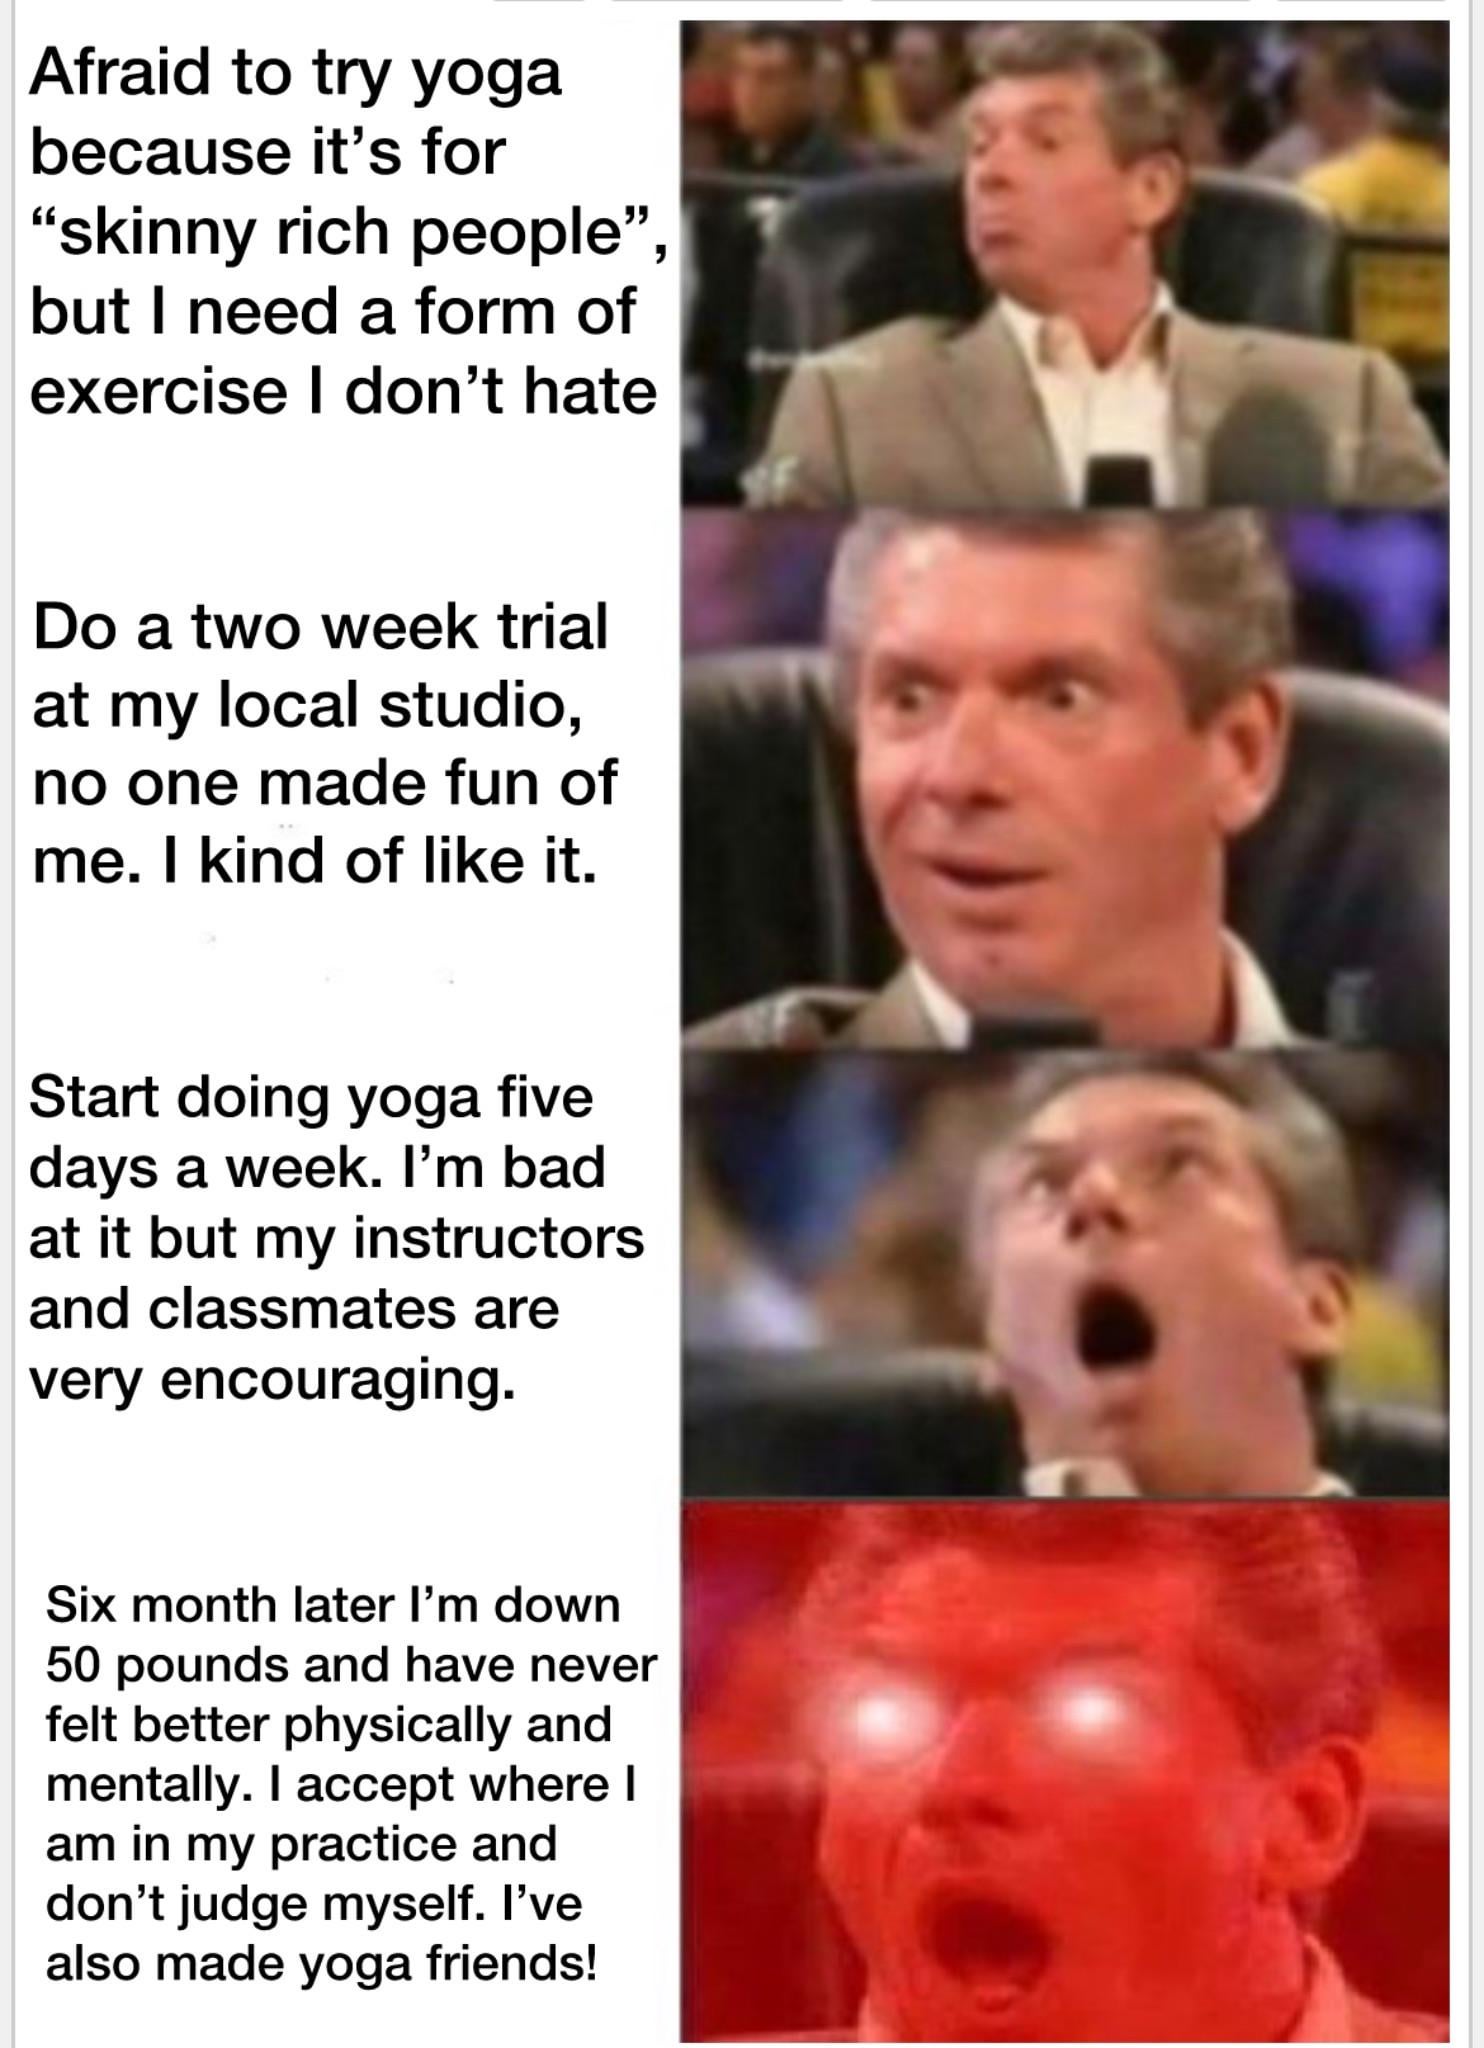 Afraid to try yoga
because it’s for
“skinny rich people”,
but I need a form of
exercise I don’t hate
Do a two week trial
at my local studio,
no one made fun of
me. I kind of like it.
Start doing yoga five
days a week. I’m bad
at it but my instructors
and classmates are
very encouraging.
Six month later I’m down
50 pounds and have never
felt better physically and
mentally. I accept where I
am in my practice and
don’t judge myself. I’ve
also made yoga friends!